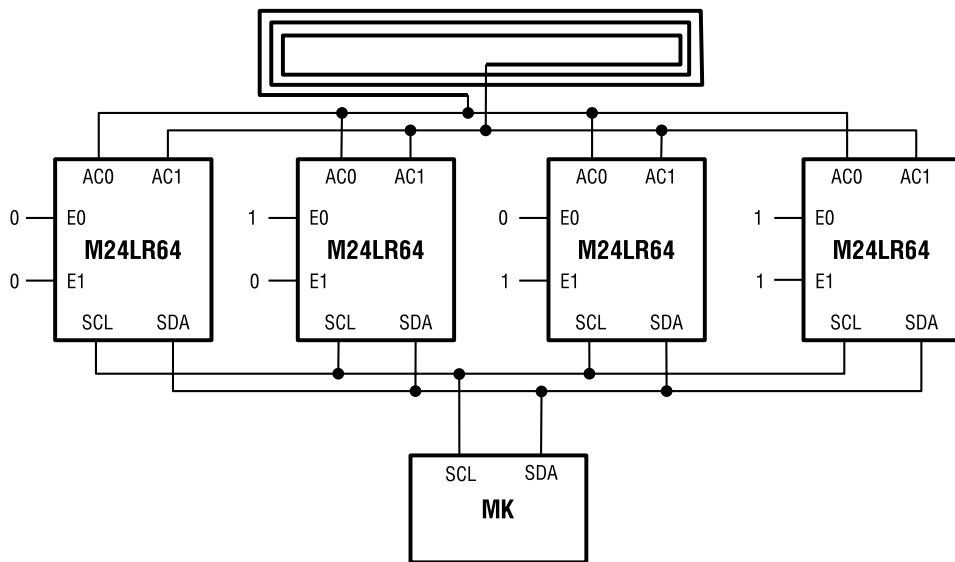 AC0 AC1 AC0 AC1 AC0 AC1 AC0 AC1
0 E0 1 E0 0 E0 1 E0
M24LR64 M24LR64 M24LR64 M24LR64
0 E1 0 E1 1 E1 1 E1
SCL SDA SCL SDA SCL SDA SCL SDA
SCL SDA
МК